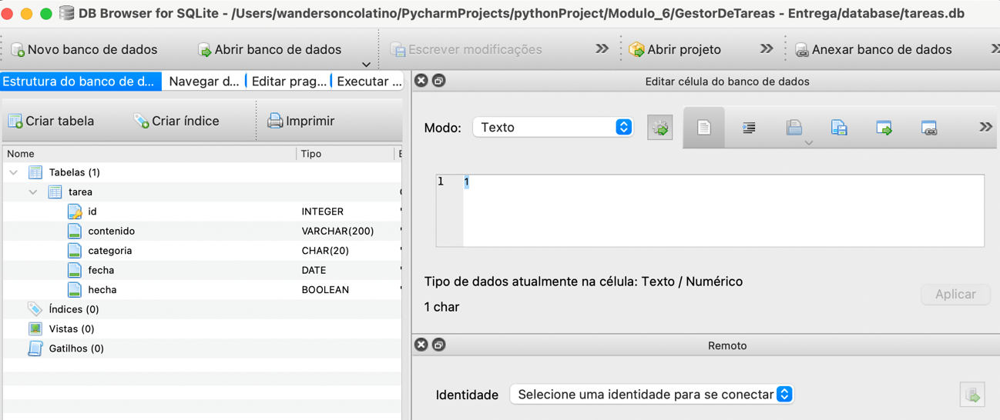 DB Browser for SQLite - /Users/wandersoncolatino/PycharmProjects/pythonProject/Modulo_6/GestorDeTareas - Entrega/database/tareas.db
Novo banco de dados Abrir banco de dados Escrever modificações Abrir projeto Anexar banco de dados
Estrutura do banco de d... Navegar d... Editar prag... Executar ...
Criar tabela Criar índice Imprimir
Nome Tipo
Tabelas (1)
tarea
id INTEGER
contenido VARCHAR(200)
categoria CHAR(20)
fecha DATE
hecha BOOLEAN
Índices (0)
Vistas (0)
Gatilhos (0)
Editar célula do banco de dados
Modo: Texto
1 1
Tipo de dados atualmente na célula: Texto / Numérico
1 char
Aplicar
Remoto
Identidade Selecione uma identidade para se conectar